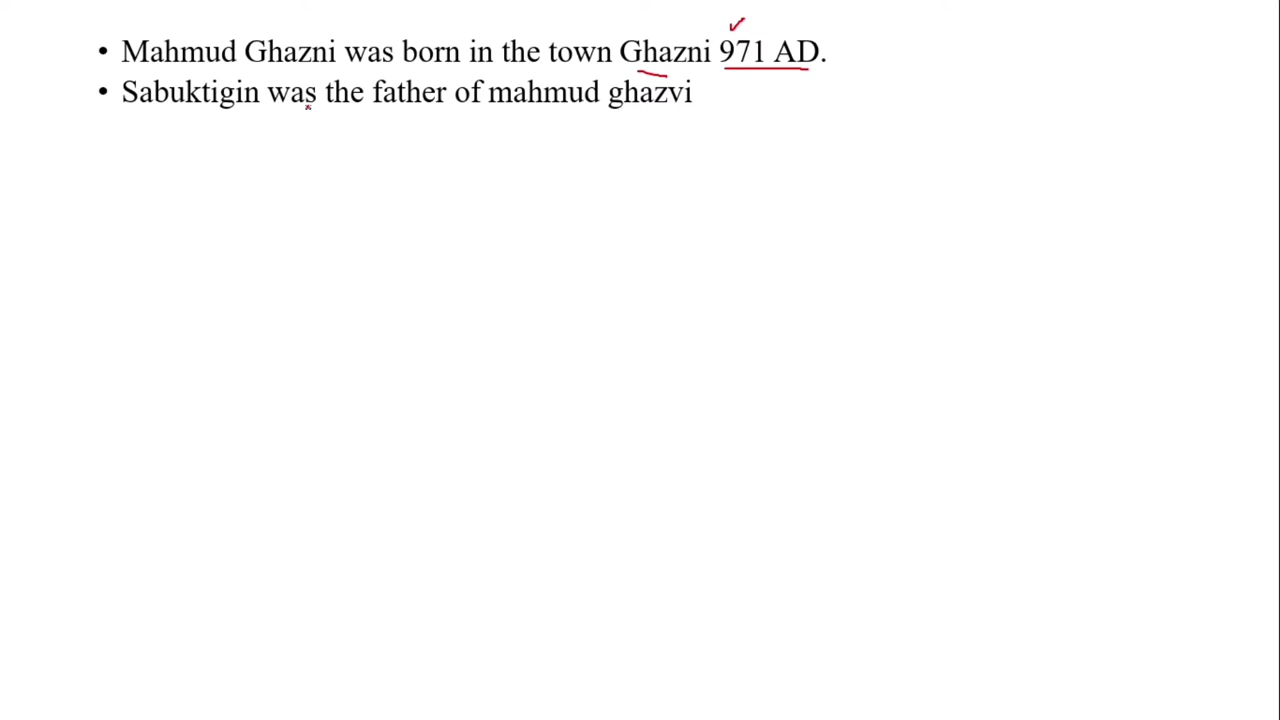 • Mahmud Ghazni was born in the town Ghazni 971 AD.
• Sabuktigin was the father of mahmud ghazvi